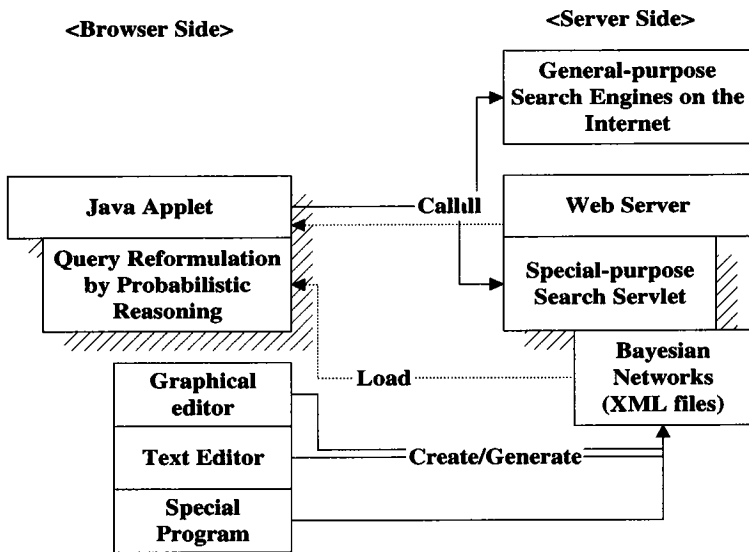 <Browser Side>
<Server Side>
General-purpose
Search Engines on the
Internet
Java Applet
Callll
Web Server
Query Reformulation
by Probabilistic
Reasoning
Special-purpose
Search Servlet
Bayesian
Networks
(XML files)
Load
Graphical
editor
Text Editor
Create/Generate
Special
Program